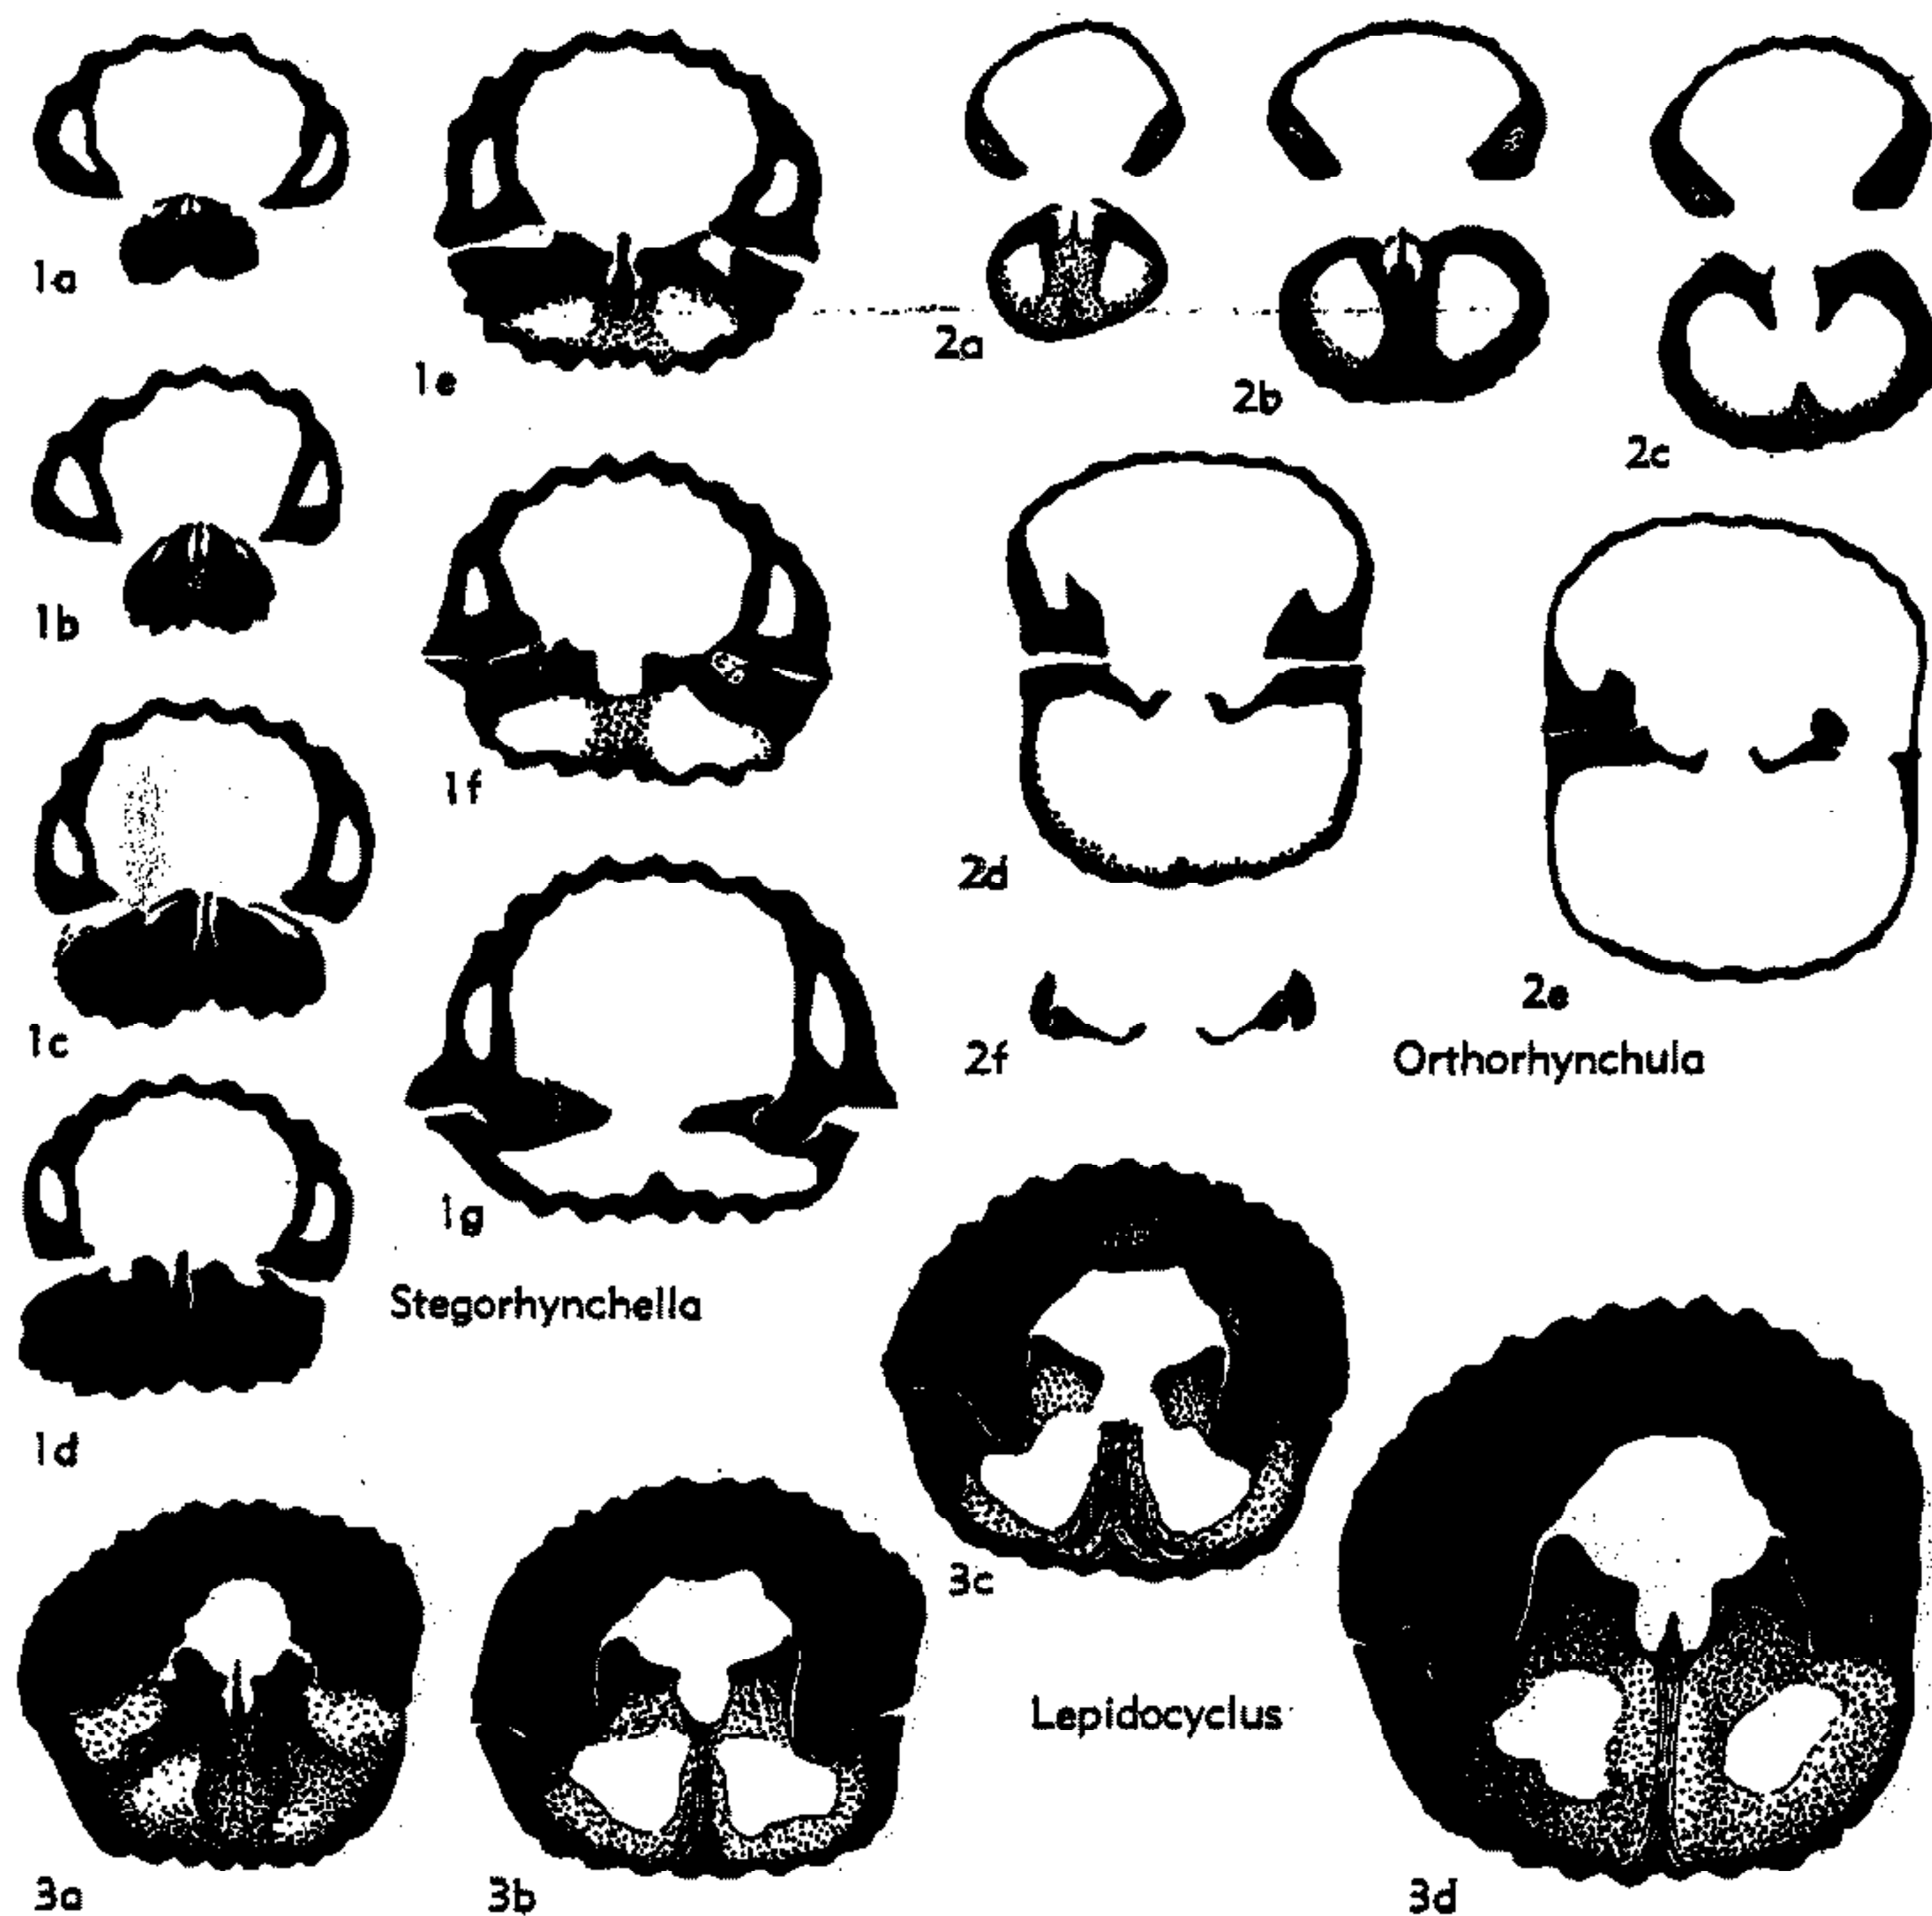 1a
1e
2a
2b
2c
1b
1f
2d
2e
1c
2f
Orthorhynchula
1g
Stegorhynchella
1d
3c
Lepidocyclus
3a
3b
3d